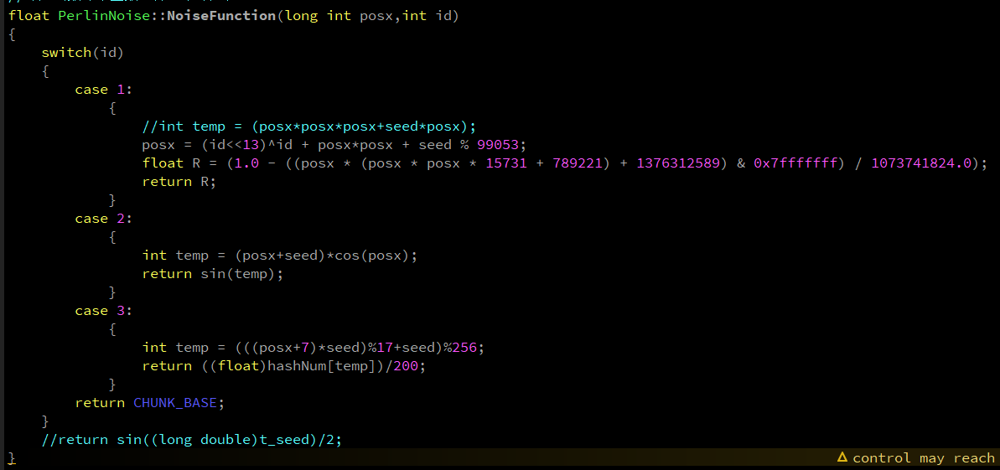 float PerlinNoise::NoiseFunction(long int posx,int id)
{
    switch(id)
    {
        case 1:
            {
                //int temp = (posx*posx*posx+seed*posx);
                posx = (id<<13)^id + posx*posx + seed % 99053;
                float R = (1.0 - ((posx * (posx * posx * 15731 + 789221) + 1376312589) & 0x7fffffff) / 1073741824.0);
                return R;
            }
        case 2:
            {
                int temp = (posx+seed)*cos(posx);
                return sin(temp);
            }
        case 3:
            {
                int temp = (((posx+7)*seed)%17+seed)%256;
                return ((float)hashNum[temp])/200;
            }
        return CHUNK_BASE;
    }
    //return sin((long double)t_seed)/2;
} control may reach